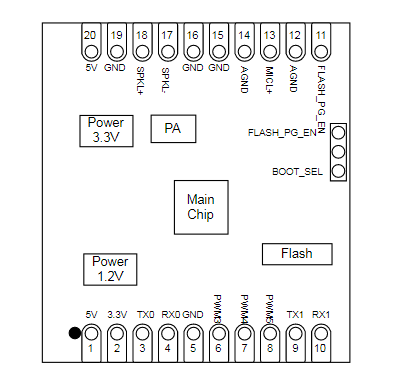 20 19 18 17 16 15 14 13 12 11
5V GND SPKL+ SPKL- GND GND AGND MICL+ AGND FLASH_PG_EN
Power
3.3V
PA
FLASH_PG_EN
BOOT_SEL
Main
Chip
Flash
Power
1.2V
5V 3.3V TX0 RX0 GND PWM3 PWM4 PWM5 TX1 RX1
1 2 3 4 5 6 7 8 9 10